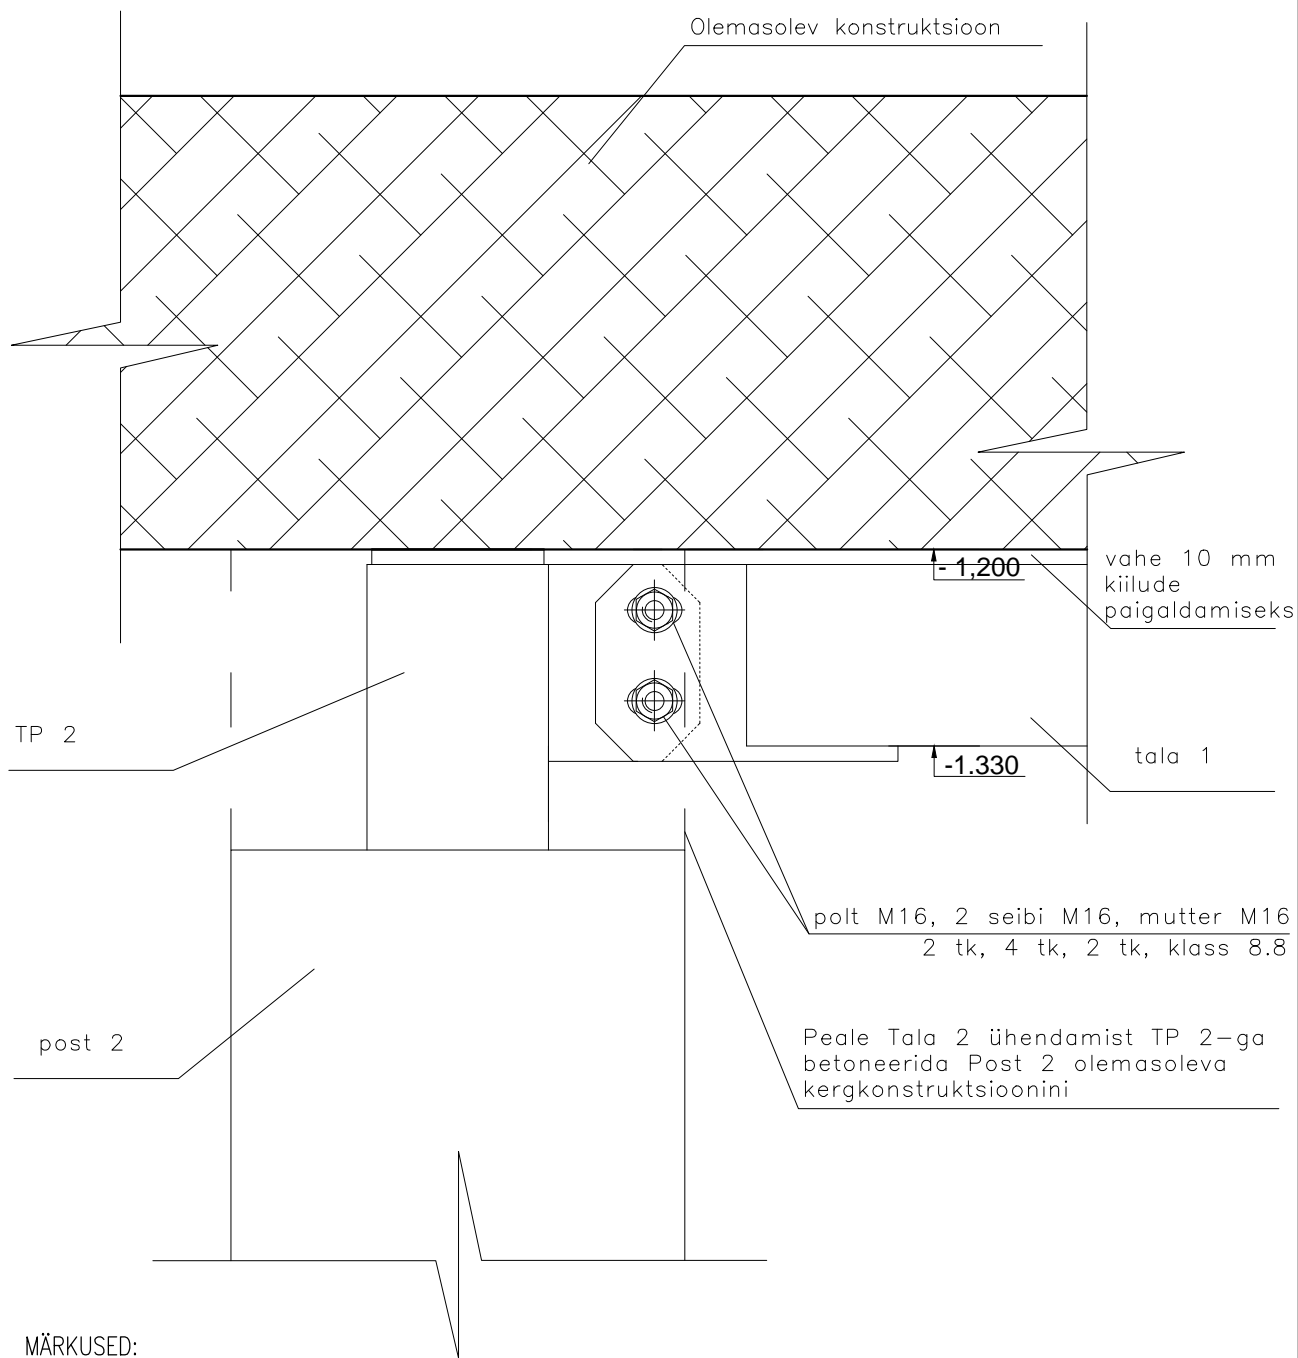 Olemasolev konstruktsioon
- 1,200
vahe 10 mm
kiilude
paigaldamiseks
TP 2
-1.330
tala 1
polt M16, 2 seibi M16, mutter M16
2 tk, 4 tk, 2 tk, klass 8.8
post 2
Peale Tala 2 ühendamist TP 2-ga
betoneerida Post 2 olemasoleva
kergkonstruktsioonini
MÄRKUSED: